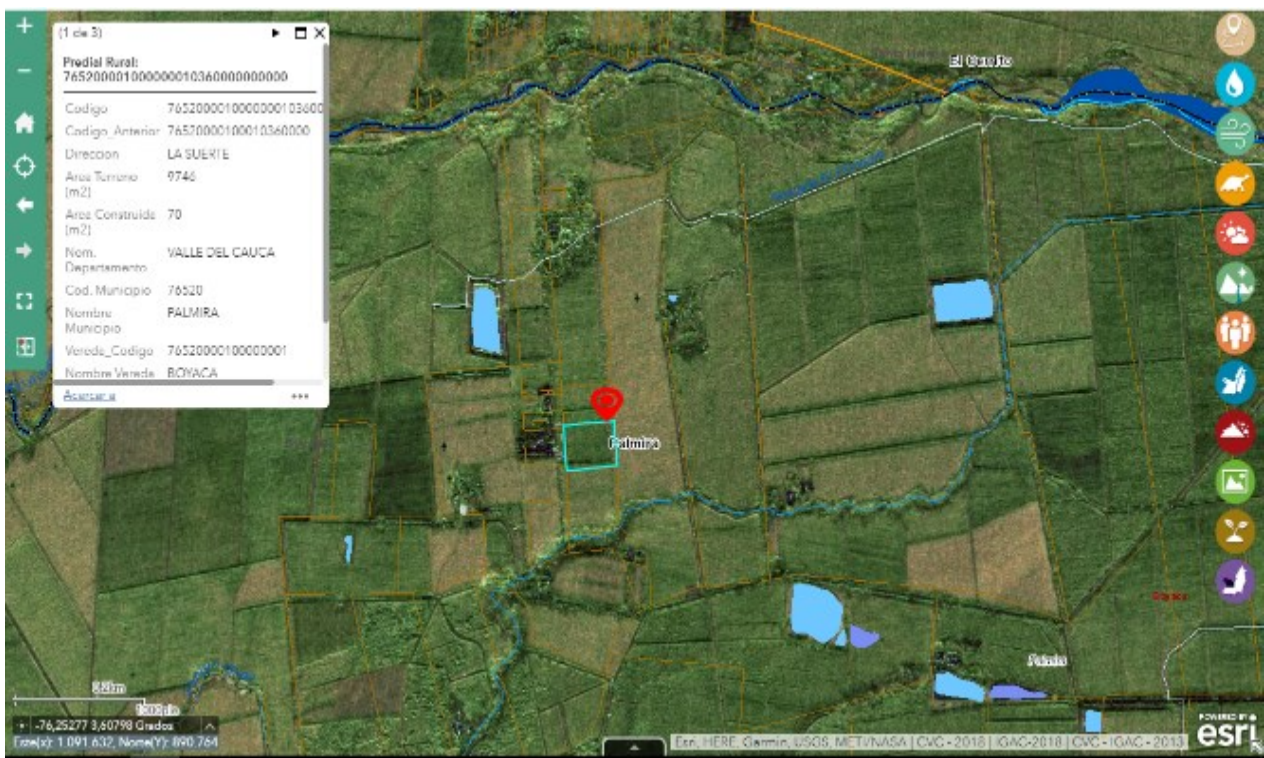 (1 de 3)
Predial Rural:
765200001000000010360000000000
Codigo 7652000010000000103600
Codigo_Anterior 76520000100010360000
Direccion LA SUERTE
Area Terreno 9746
(m2)
Area Construida 70
(m2)
Nom. VALLE DEL CAUCA
Departamento
Cod. Municipio 76520
Nombre PALMIRA
Municipio
Vereda_Codigo 76520000100000001
Nombre Vereda BOYACA
Acercar a
El Cerrito
Palmira
Palmira
-76,25277 3,60798 Grados
Este(x): 1.091.632, Norte(Y): 890.764
Esri, HERE, Garmin, USGS, METI/NASA | CVC - 2018 | IGAC-2018 | CVC - IGAC - 2013
POWERED BY
esri